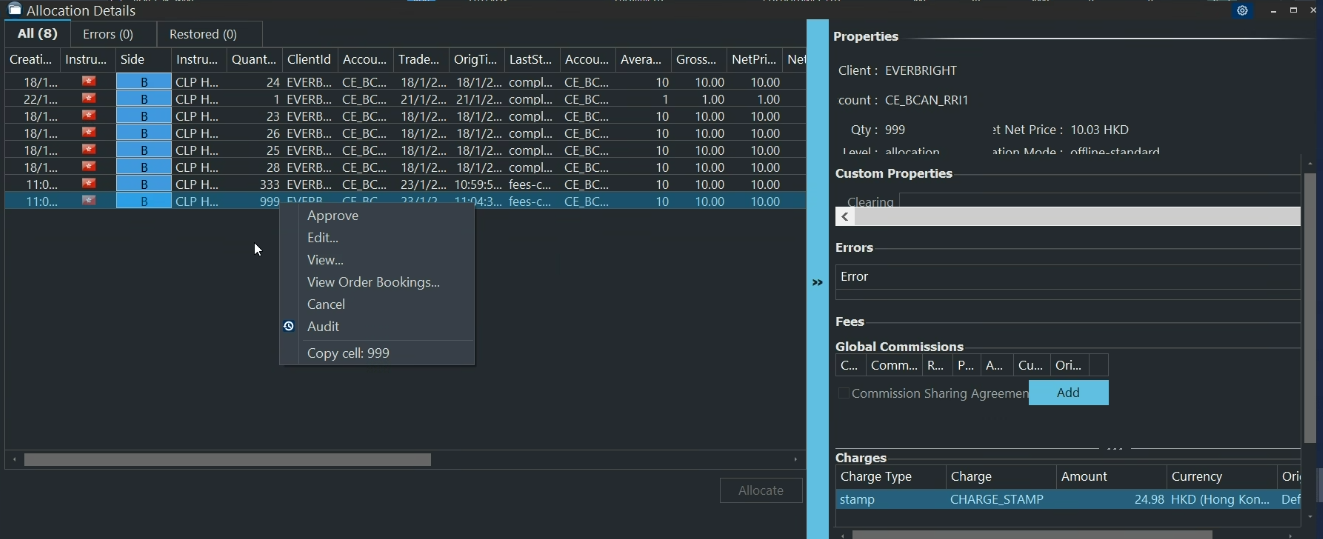 Allocation Details
All (8) Errors (0) Restored (0)
Creati... Instru... Side Instru... Quant... ClientId Accou... Trade... OrigTi... LastSt... Accou... Avera... Gross... NetPri... Net
18/1... B CLP H... 24 EVERB... CE_BC... 18/1/2... 18/1/2... compl... CE_BC... 10 10.00 10.00
22/1... B CLP H... 1 EVERB... CE_BC... 21/1/2... 21/1/2... compl... CE_BC... 1 1.00 1.00
18/1... B CLP H... 23 EVERB... CE_BC... 18/1/2... 18/1/2... compl... CE_BC... 10 10.00 10.00
18/1... B CLP H... 26 EVERB... CE_BC... 18/1/2... 18/1/2... compl... CE_BC... 10 10.00 10.00
18/1... B CLP H... 25 EVERB... CE_BC... 18/1/2... 18/1/2... compl... CE_BC... 10 10.00 10.00
18/1... B CLP H... 28 EVERB... CE_BC... 18/1/2... 18/1/2... compl... CE_BC... 10 10.00 10.00
11:0... B CLP H... 333 EVERB... CE_BC... 23/1/2... 10:59:5... fees-c... CE_BC... 10 10.00 10.00
11:0... B CLP H... 999 EVERB... CE_BC... 23/1/2... 11:04:3... fees-c... CE_BC... 10 10.00 10.00
Approve
Edit...
View...
View Order Bookings...
Cancel
Audit
Copy cell: 999
Allocate
»
Properties
Client : EVERBRIGHT
count : CE_BCAN_RRI1
Qty : 999 et Net Price : 10.03 HKD
Level : allocation ation Mode : offline-standard
Custom Properties
Clearing
Errors
Error
Fees
Global Commissions
C... Comm... R... P... A... Cu... Ori...
Commission Sharing Agreemen Add
Charges
Charge Type Charge Amount Currency Ori
stamp CHARGE_STAMP 24.98 HKD (Hong Kon... Def